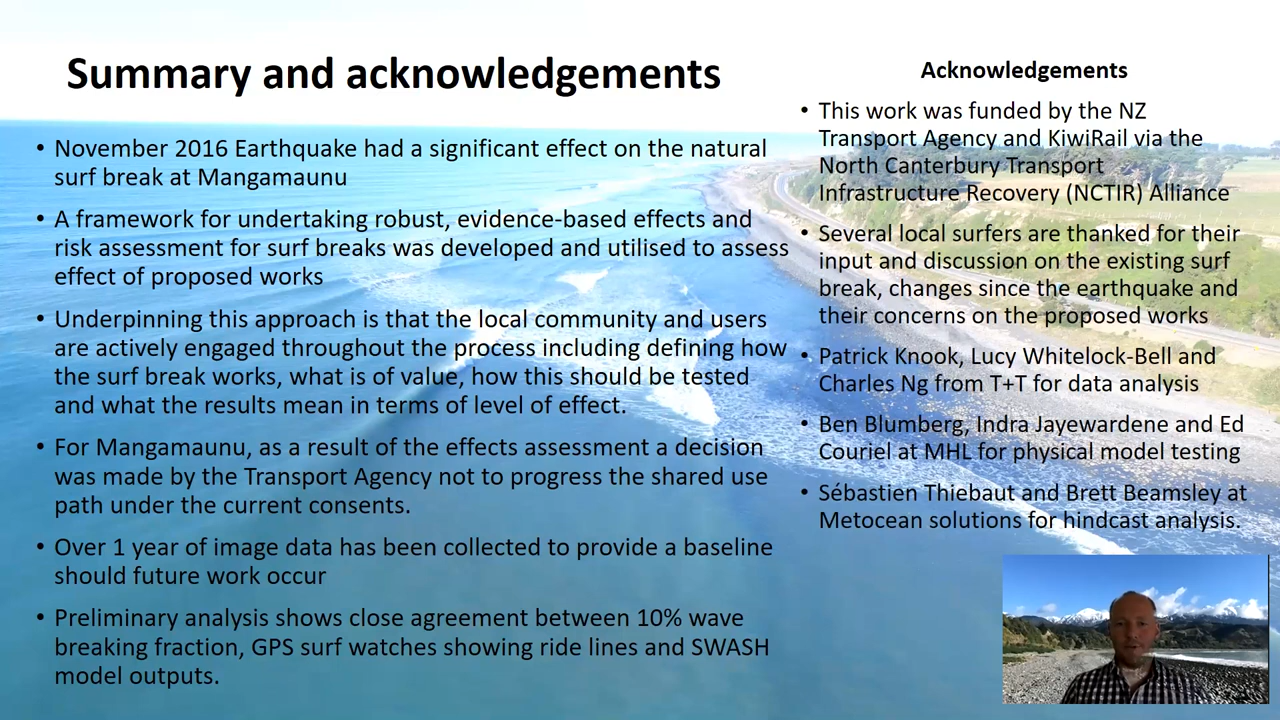 Summary and acknowledgements
• November 2016 Earthquake had a significant effect on the natural
surf break at Mangamaunu
• A framework for undertaking robust, evidence-based effects and
risk assessment for surf breaks was developed and utilised to assess
effect of proposed works
• Underpinning this approach is that the local community and users
are actively engaged throughout the process including defining how
the surf break works, what is of value, how this should be tested
and what the results mean in terms of level of effect.
• For Mangamaunu, as a result of the effects assessment a decision
was made by the Transport Agency not to progress the shared use
path under the current consents.
• Over 1 year of image data has been collected to provide a baseline
should future work occur
• Preliminary analysis shows close agreement between 10% wave
breaking fraction, GPS surf watches showing ride lines and SWASH
model outputs.
Acknowledgements
• This work was funded by the NZ
Transport Agency and KiwiRail via the
North Canterbury Transport
Infrastructure Recovery (NCTIR) Alliance
• Several local surfers are thanked for their
input and discussion on the existing surf
break, changes since the earthquake and
their concerns on the proposed works
• Patrick Knook, Lucy Whitelock-Bell and
Charles Ng from T+T for data analysis
• Ben Blumberg, Indra Jayewardene and Ed
Couriel at MHL for physical model testing
• Sébastien Thiebaut and Brett Beamsley at
Metocean solutions for hindcast analysis.